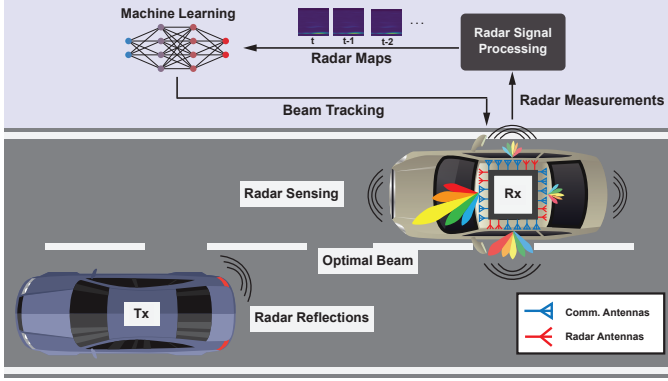 Machine Learning
t
t-1
t-2
...
Radar Signal
Processing
Radar Maps
Beam Tracking
Radar Measurements
Radar Sensing
Rx
Optimal Beam
Tx
Radar Reflections
Comm. Antennas
Radar Antennas